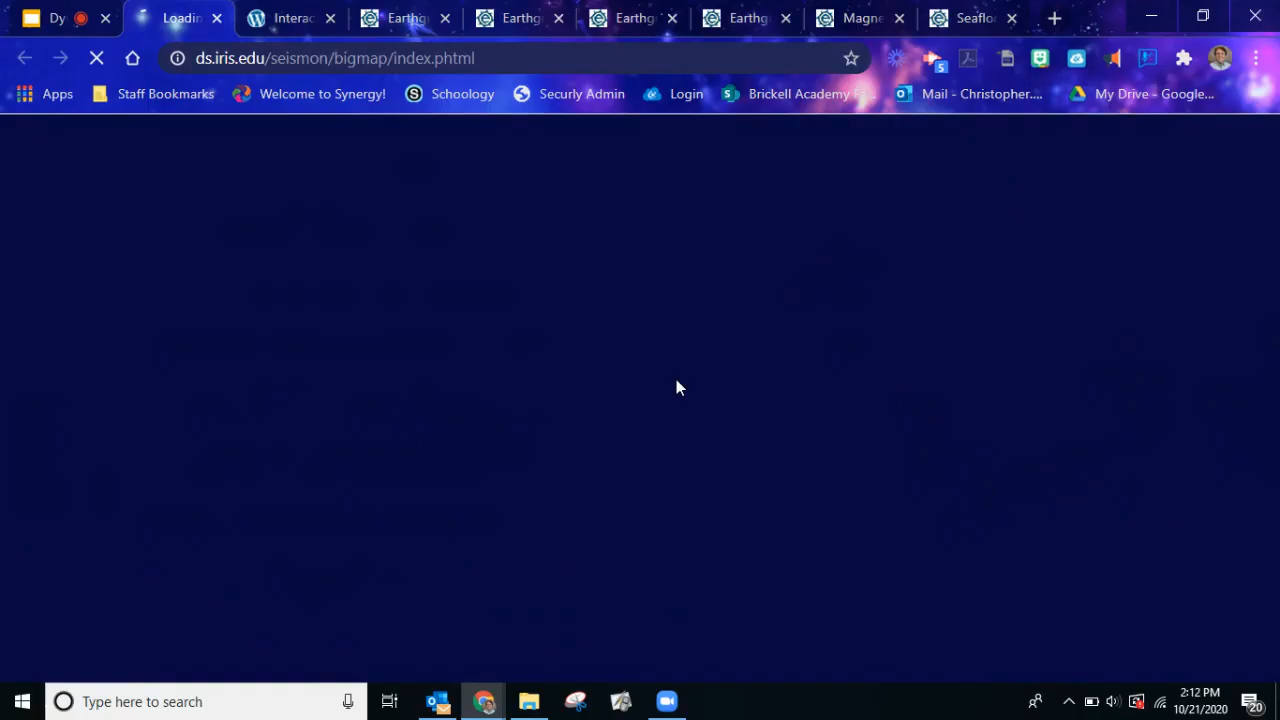 Dy
Loadin
Interac
Earthq
Earthq
Earthq
Earthq
Magne
Seaflo
ds.iris.edu/seismon/bigmap/index.phtml
5
Apps
Staff Bookmarks
Welcome to Synergy!
Schoology
Securly Admin
Login
Brickell Academy F...
Mail - Christopher....
My Drive - Google...
Type here to search
2:12 PM
10/21/2020
20